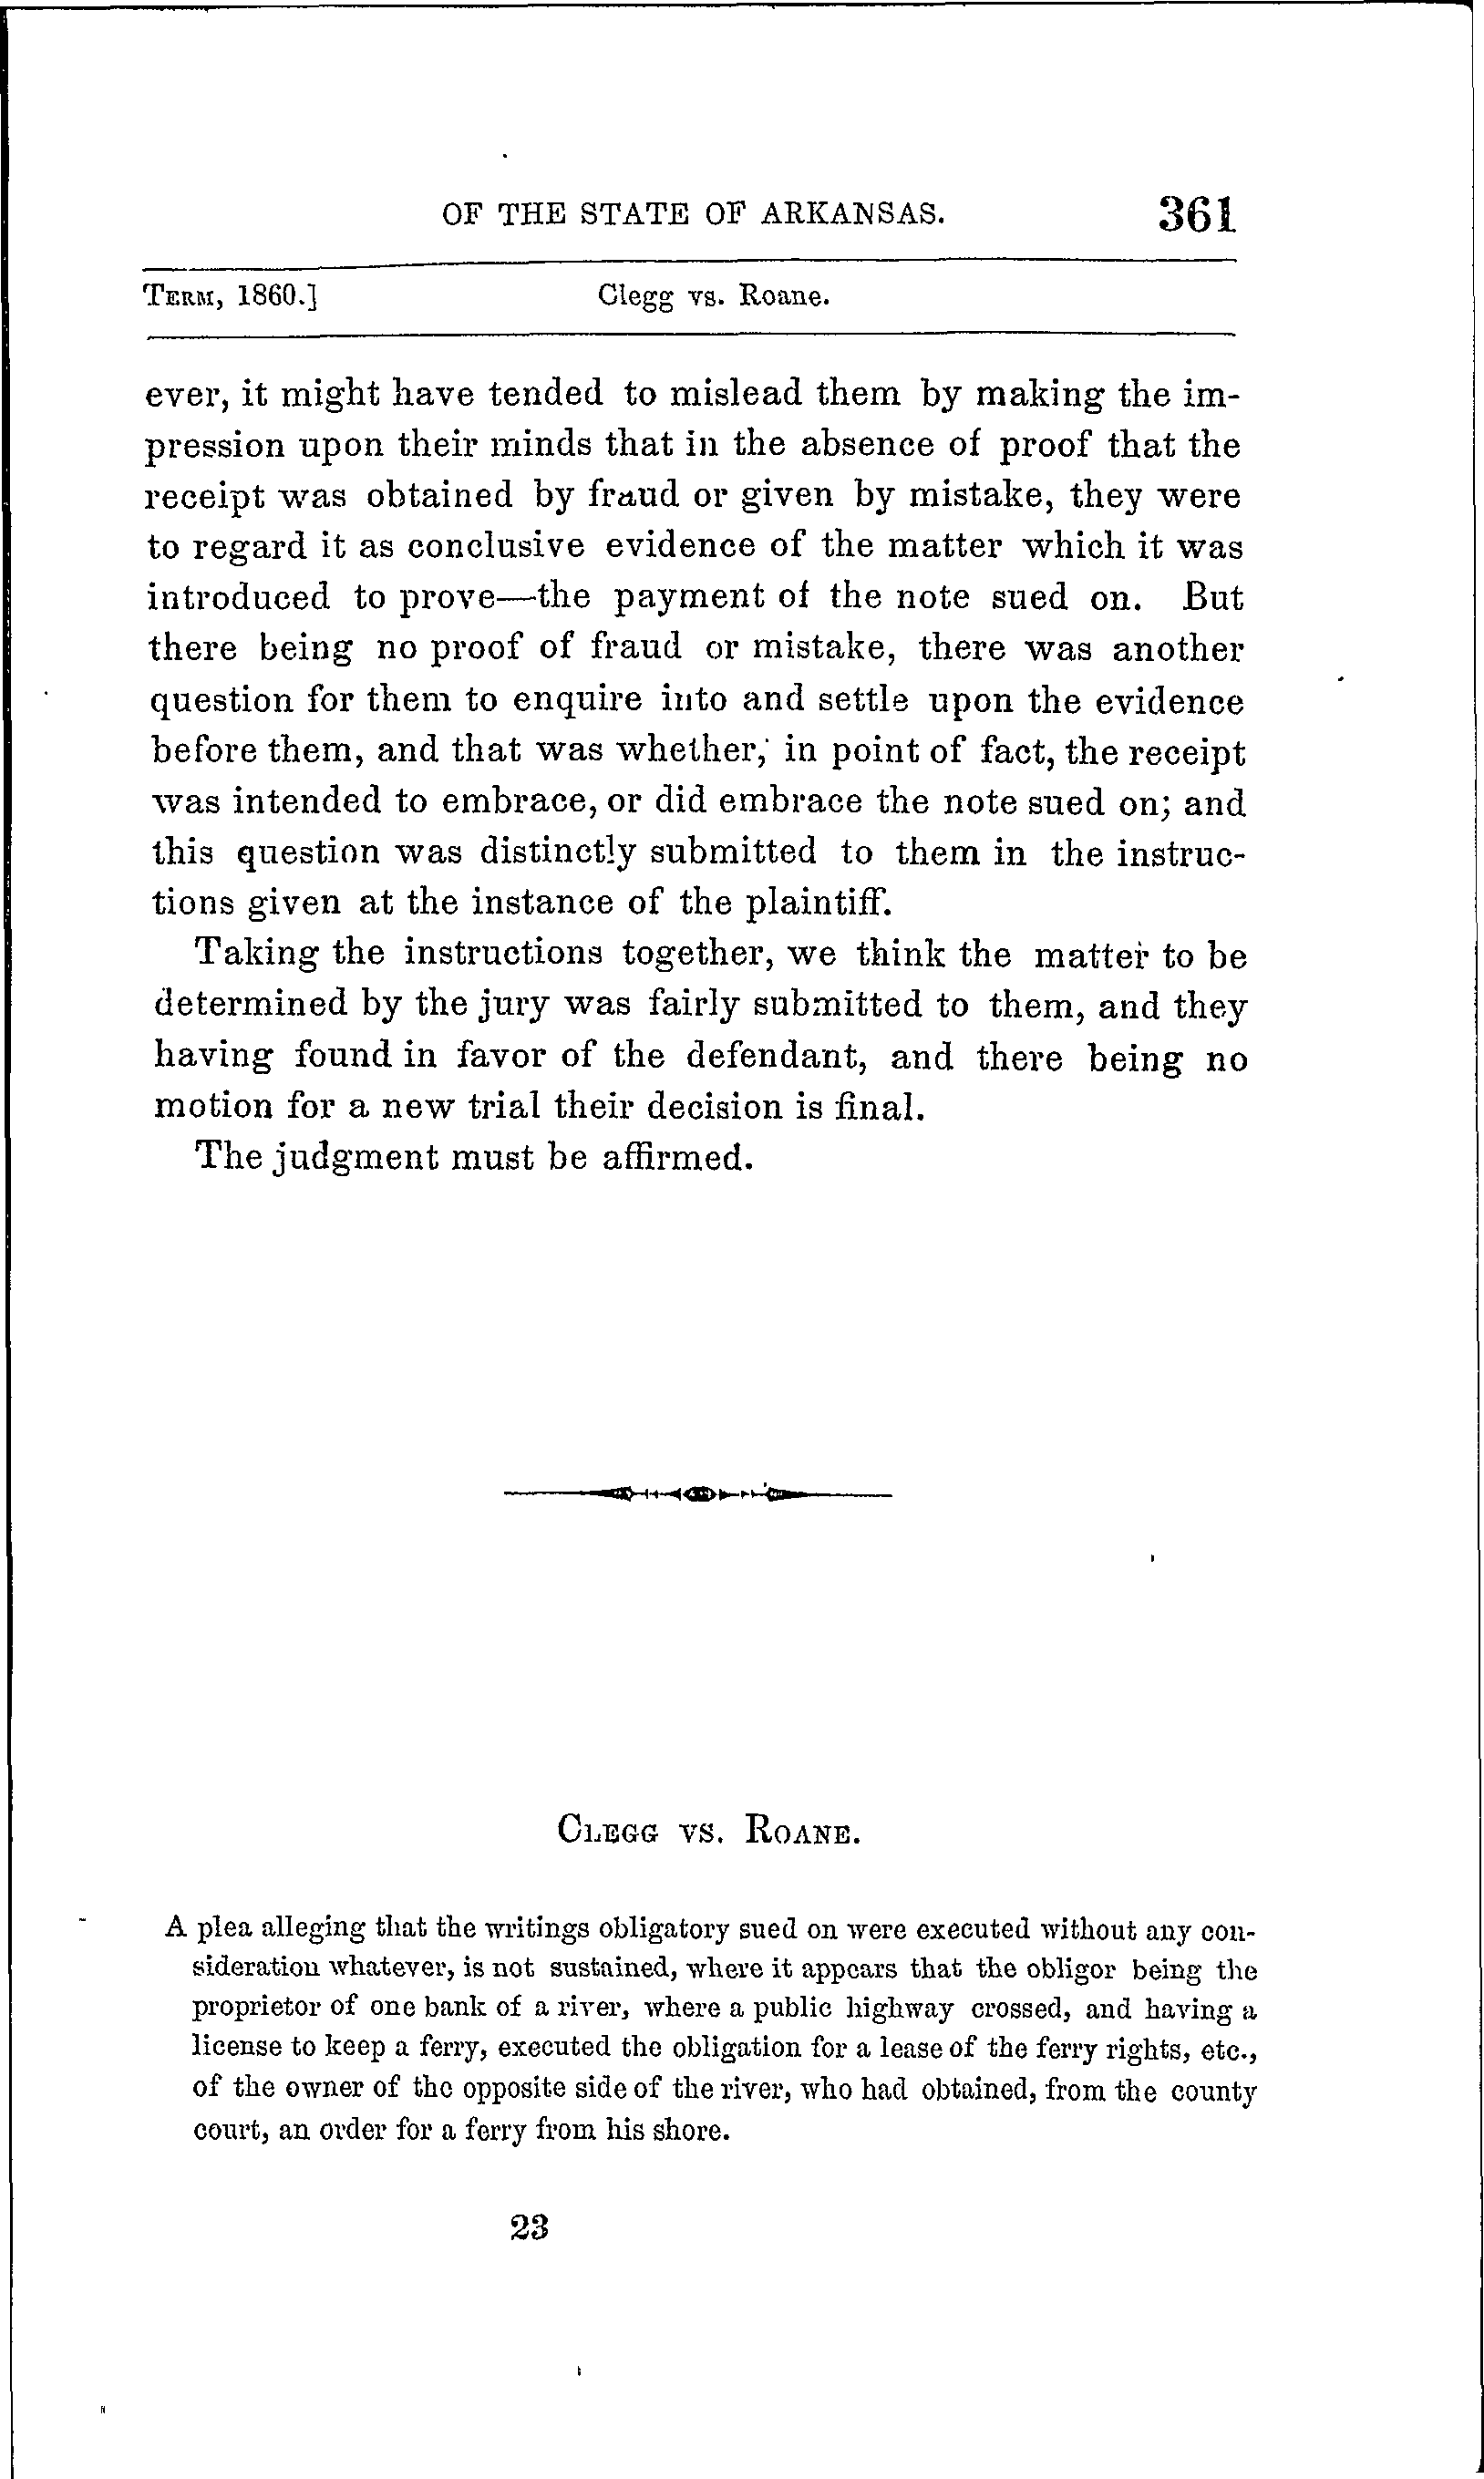 OF THE STATE OF ARKANSAS. 361
TERM, 1860.] Clegg vs. Roane.
ever, it might have tended to mislead them by making the im-
pression upon their minds that in the absence of proof that the
receipt was obtained by fraud or given by mistake, they were
to regard it as conclusive evidence of the matter which it was
introduced to prove—the payment of the note sued on. But
there being no proof of fraud or mistake, there was another
question for them to enquire into and settle upon the evidence
before them, and that was whether, in point of fact, the receipt
was intended to embrace, or did embrace the note sued on; and
this question was distinctly submitted to them in the instruc-
tions given at the instance of the plaintiff.
Taking the instructions together, we think the matter to be
determined by the jury was fairly submitted to them, and they
having found in favor of the defendant, and there being no
motion for a new trial their decision is final.
The judgment must be affirmed.
CLEGG VS. ROANE.
A plea alleging that the writings obligatory sued on were executed without any con-
sideration whatever, is not sustained, where it appears that the obligor being the
proprietor of one bank of a river, where a public highway crossed, and having a
license to keep a ferry, executed the obligation for a lease of the ferry rights, etc.,
of the owner of the opposite side of the river, who had obtained, from the county
court, an order for a ferry from his shore.
23